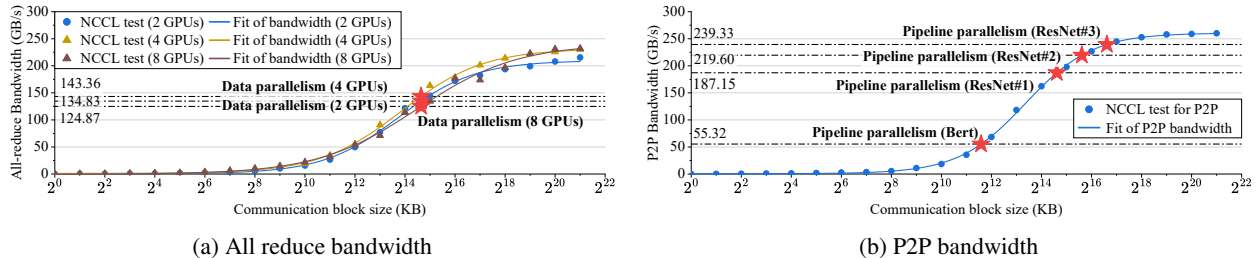 All-reduce Bandwidth (GB/s)
300
250
200
150
100
50
0
NCCL test (2 GPUs) Fit of bandwidth (2 GPUs)
NCCL test (4 GPUs) Fit of bandwidth (4 GPUs)
NCCL test (8 GPUs) Fit of bandwidth (8 GPUs)
143.36
134.83
124.87
Data parallelism (4 GPUs)
Data parallelism (2 GPUs)
Data parallelism (8 GPUs)
2^0 2^2 2^4 2^6 2^8 2^10 2^12 2^14 2^16 2^18 2^20 2^22
Communication block size (KB)
(a) All reduce bandwidth
P2P Bandwidth (GB/s)
300
250
200
150
100
50
0
239.33
219.60
187.15
55.32
Pipeline parallelism (ResNet#3)
Pipeline parallelism (ResNet#2)
Pipeline parallelism (ResNet#1)
Pipeline parallelism (Bert)
NCCL test for P2P
Fit of P2P bandwidth
2^0 2^2 2^4 2^6 2^8 2^10 2^12 2^14 2^16 2^18 2^20 2^22
Communication block size (KB)
(b) P2P bandwidth